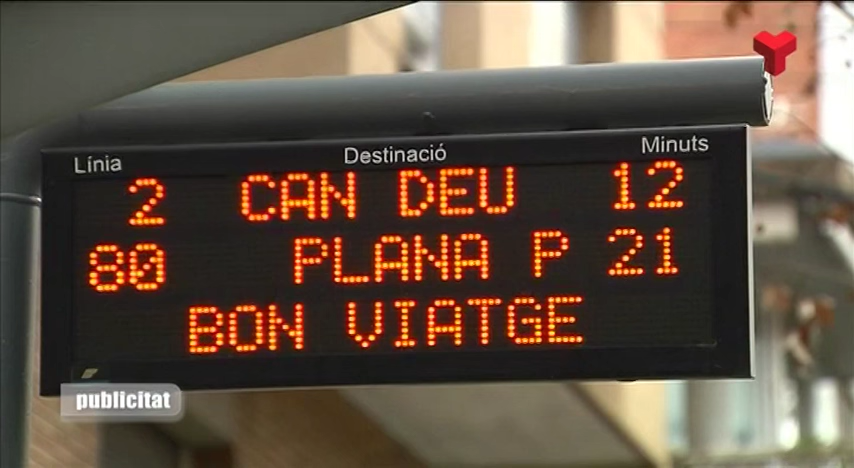 Línia Destinació Minuts
2 CAN DEU 12
80 PLANA P 21
BON VIATGE
publicitat